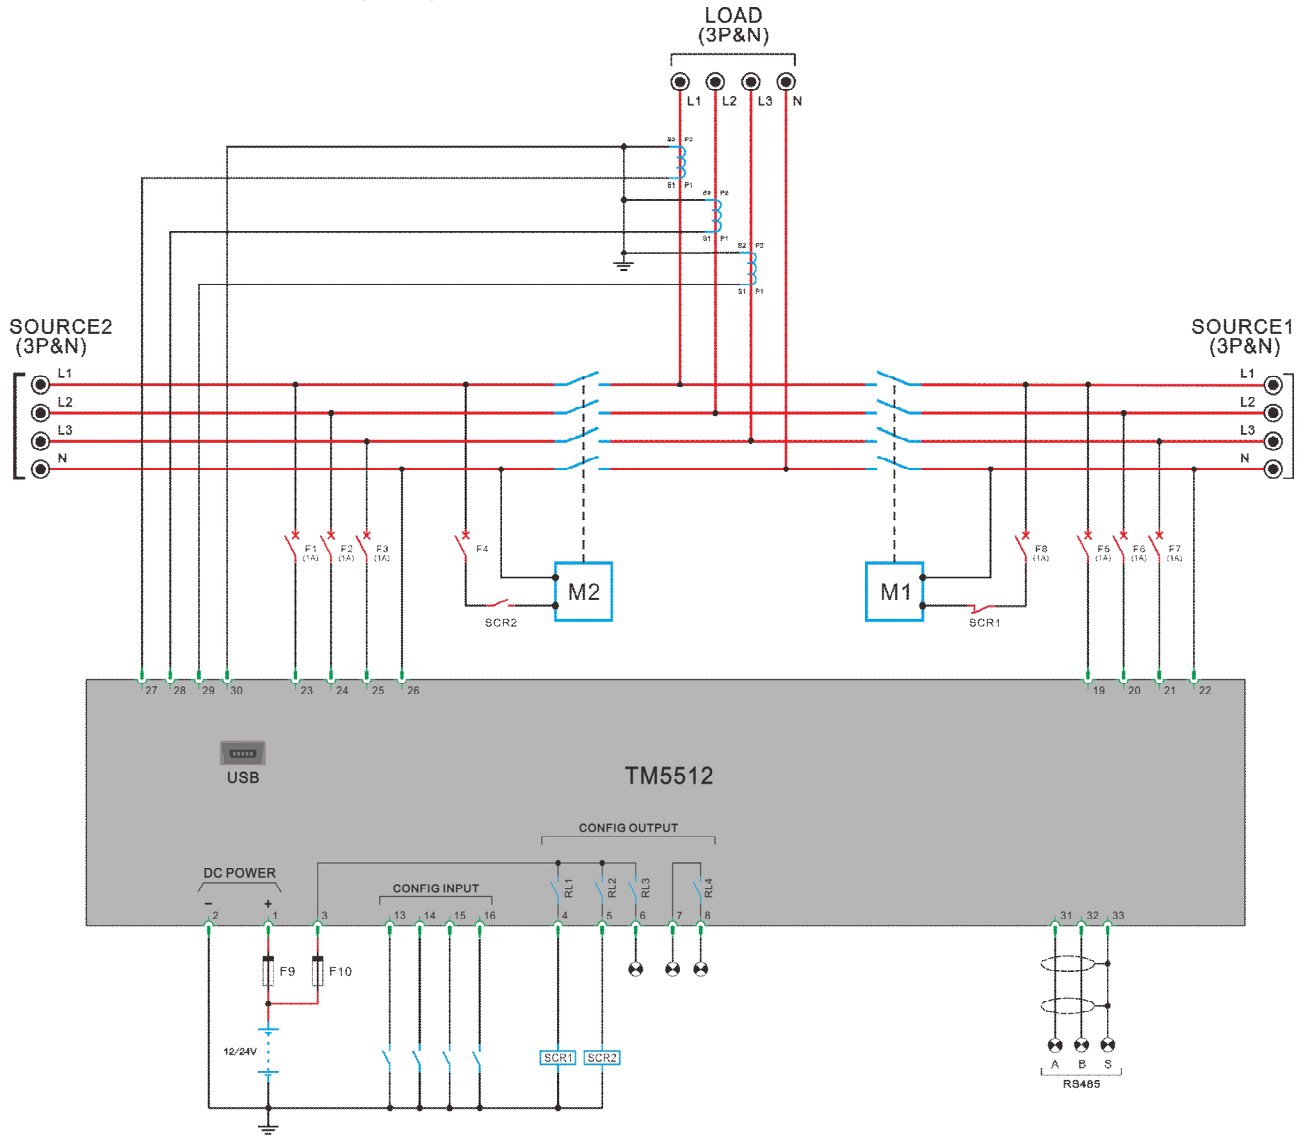 LOAD
(3P&N)
L1 L2 L3 N
S2 P2
S1 P1
S2 P2
S1 P1
S2 P2
S1 P1
SOURCE2
(3P&N)
SOURCE1
(3P&N)
L1 L1
L2 L2
L3 L3
N N
F1
(1A)
F2
(1A)
F3
(1A)
F4
F8
(1A)
F5
(1A)
F6
(1A)
F7
(1A)
M2 M1
SCR2 SCR1
27 28 29 30 23 24 25 26 19 20 21 22
USB
TM5512
CONFIG OUTPUT
DC POWER
CONFIG INPUT
RL1 RL2 RL3 RL4
− +
2 1 3 13 14 15 16 4 5 6 7 8 31 32 33
F9 F10
12/24V
SCR1 SCR2
A B S
RS485